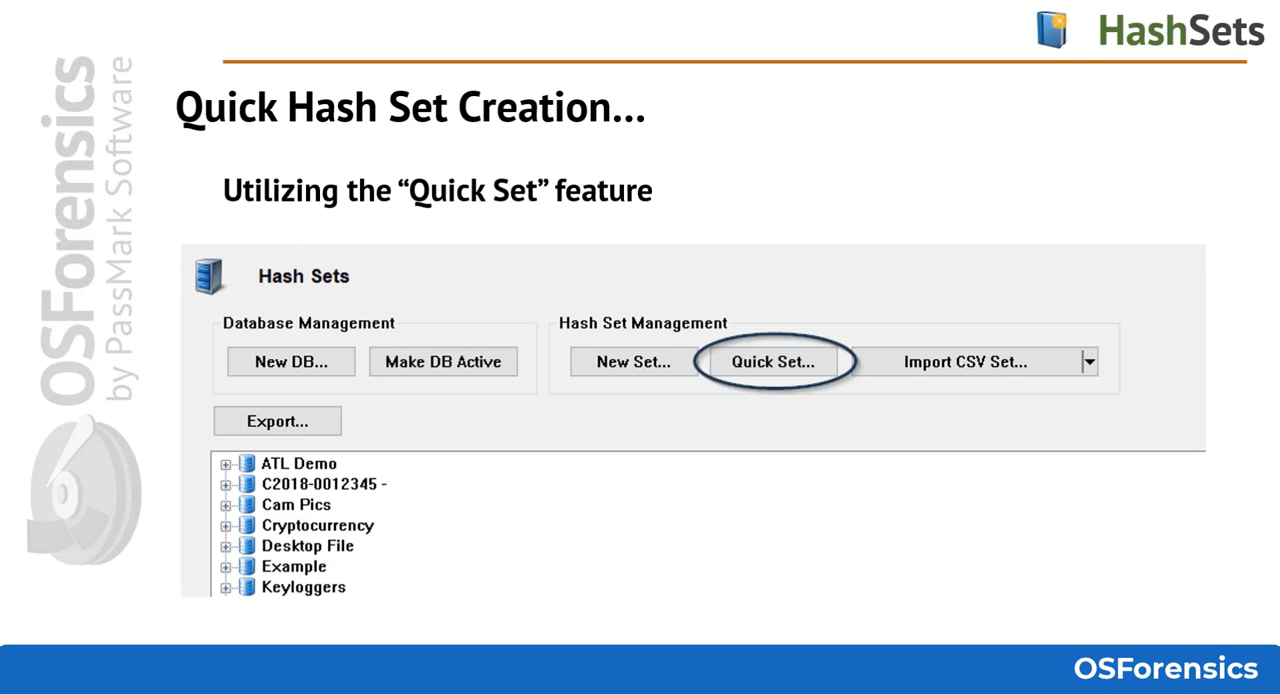 HashSets
OSForensics
by PassMark Software
Quick Hash Set Creation...
Utilizing the “Quick Set” feature
Hash Sets
Database Management
Hash Set Management
New DB...
Make DB Active
New Set...
Quick Set...
Import CSV Set...
Export...
ATL Demo
C2018-0012345 -
Cam Pics
Cryptocurrency
Desktop File
Example
Keyloggers
OSForensics